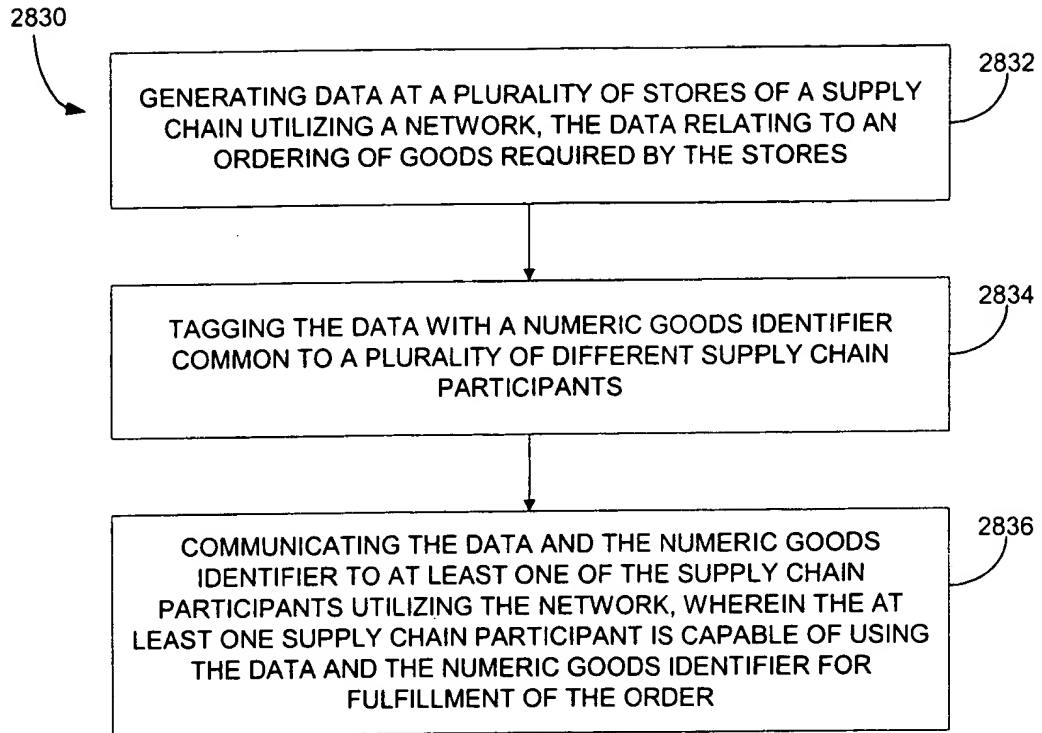 2830
2832
GENERATING DATA AT A PLURALITY OF STORES OF A SUPPLY
CHAIN UTILIZING A NETWORK, THE DATA RELATING TO AN
ORDERING OF GOODS REQUIRED BY THE STORES
2834
TAGGING THE DATA WITH A NUMERIC GOODS IDENTIFIER
COMMON TO A PLURALITY OF DIFFERENT SUPPLY CHAIN
PARTICIPANTS
2836
COMMUNICATING THE DATA AND THE NUMERIC GOODS
IDENTIFIER TO AT LEAST ONE OF THE SUPPLY CHAIN
PARTICIPANTS UTILIZING THE NETWORK, WHEREIN THE AT
LEAST ONE SUPPLY CHAIN PARTICIPANT IS CAPABLE OF USING
THE DATA AND THE NUMERIC GOODS IDENTIFIER FOR
FULFILLMENT OF THE ORDER